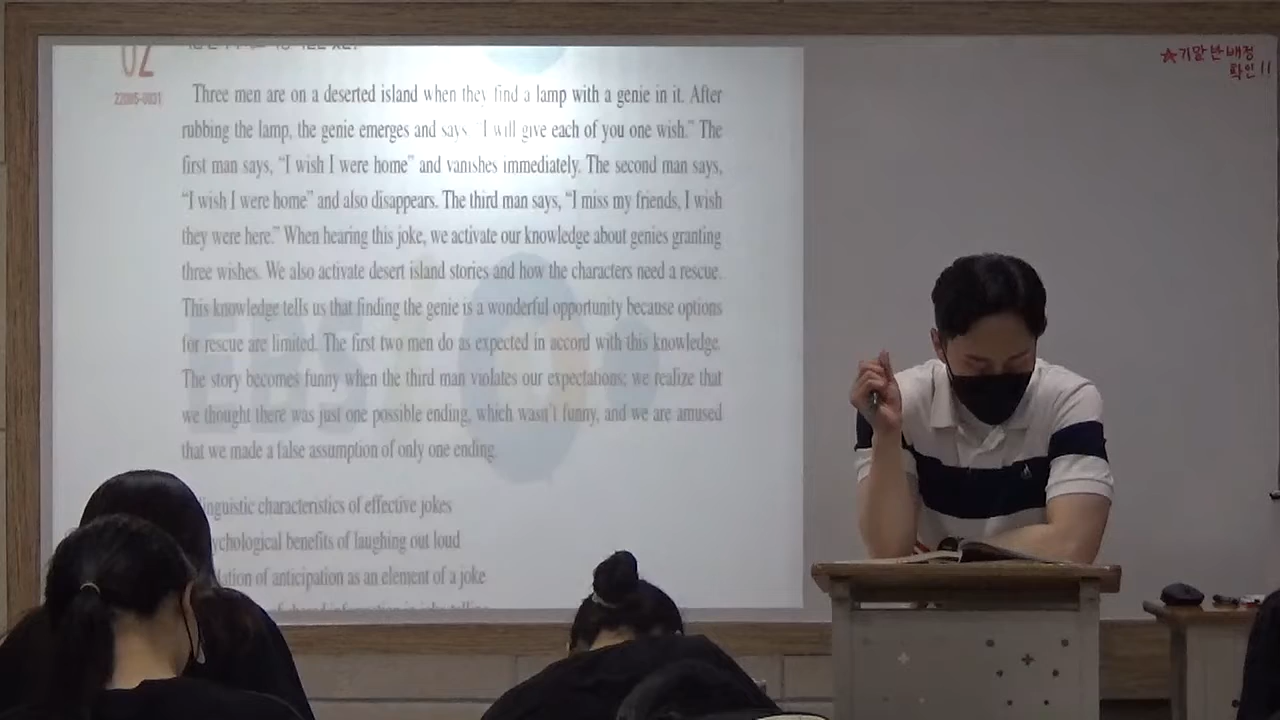 02
22005-0031
Three men are on a deserted island when they find a lamp with a genie in it. After
rubbing the lamp, the genie emerges and says "I will give each of you one wish." The
first man says, "I wish I were home" and vanishes immediately. The second man says,
"I wish I were home" and also disappears. The third man says, "I miss my friends, I wish
they were here." When hearing this joke, we activate our knowledge about genies granting
three wishes. We also activate desert island stories and how the characters need a rescue.
This knowledge tells us that finding the genie is a wonderful opportunity because options
for rescue are limited. The first two men do as expected in accord with this knowledge.
The story becomes funny when the third man violates our expectations; we realize that
we thought there was just one possible ending, which wasn't funny, and we are amused
that we made a false assumption of only one ending.
linguistic characteristics of effective jokes
ychological benefits of laughing out loud
lation of anticipation as an element of a joke
EBS
★기말 반배정
확인!!